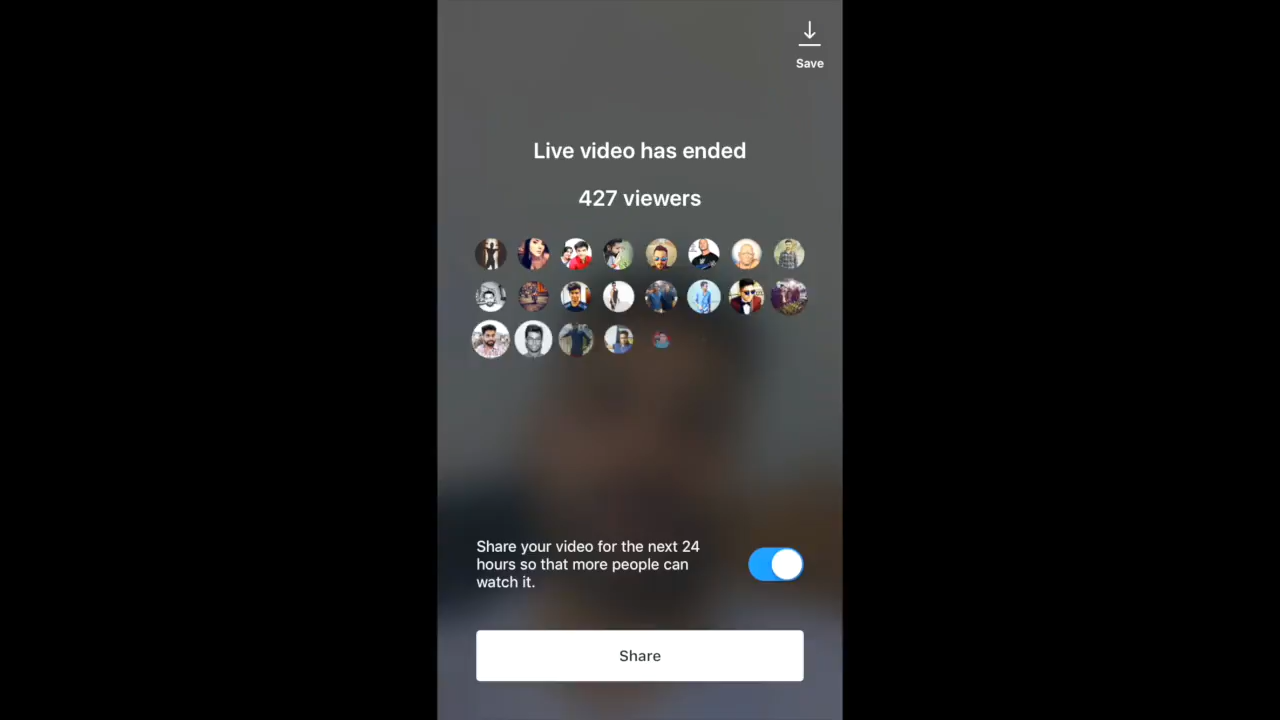 Save
Live video has ended
427 viewers
Share your video for the next 24
hours so that more people can
watch it.
Share